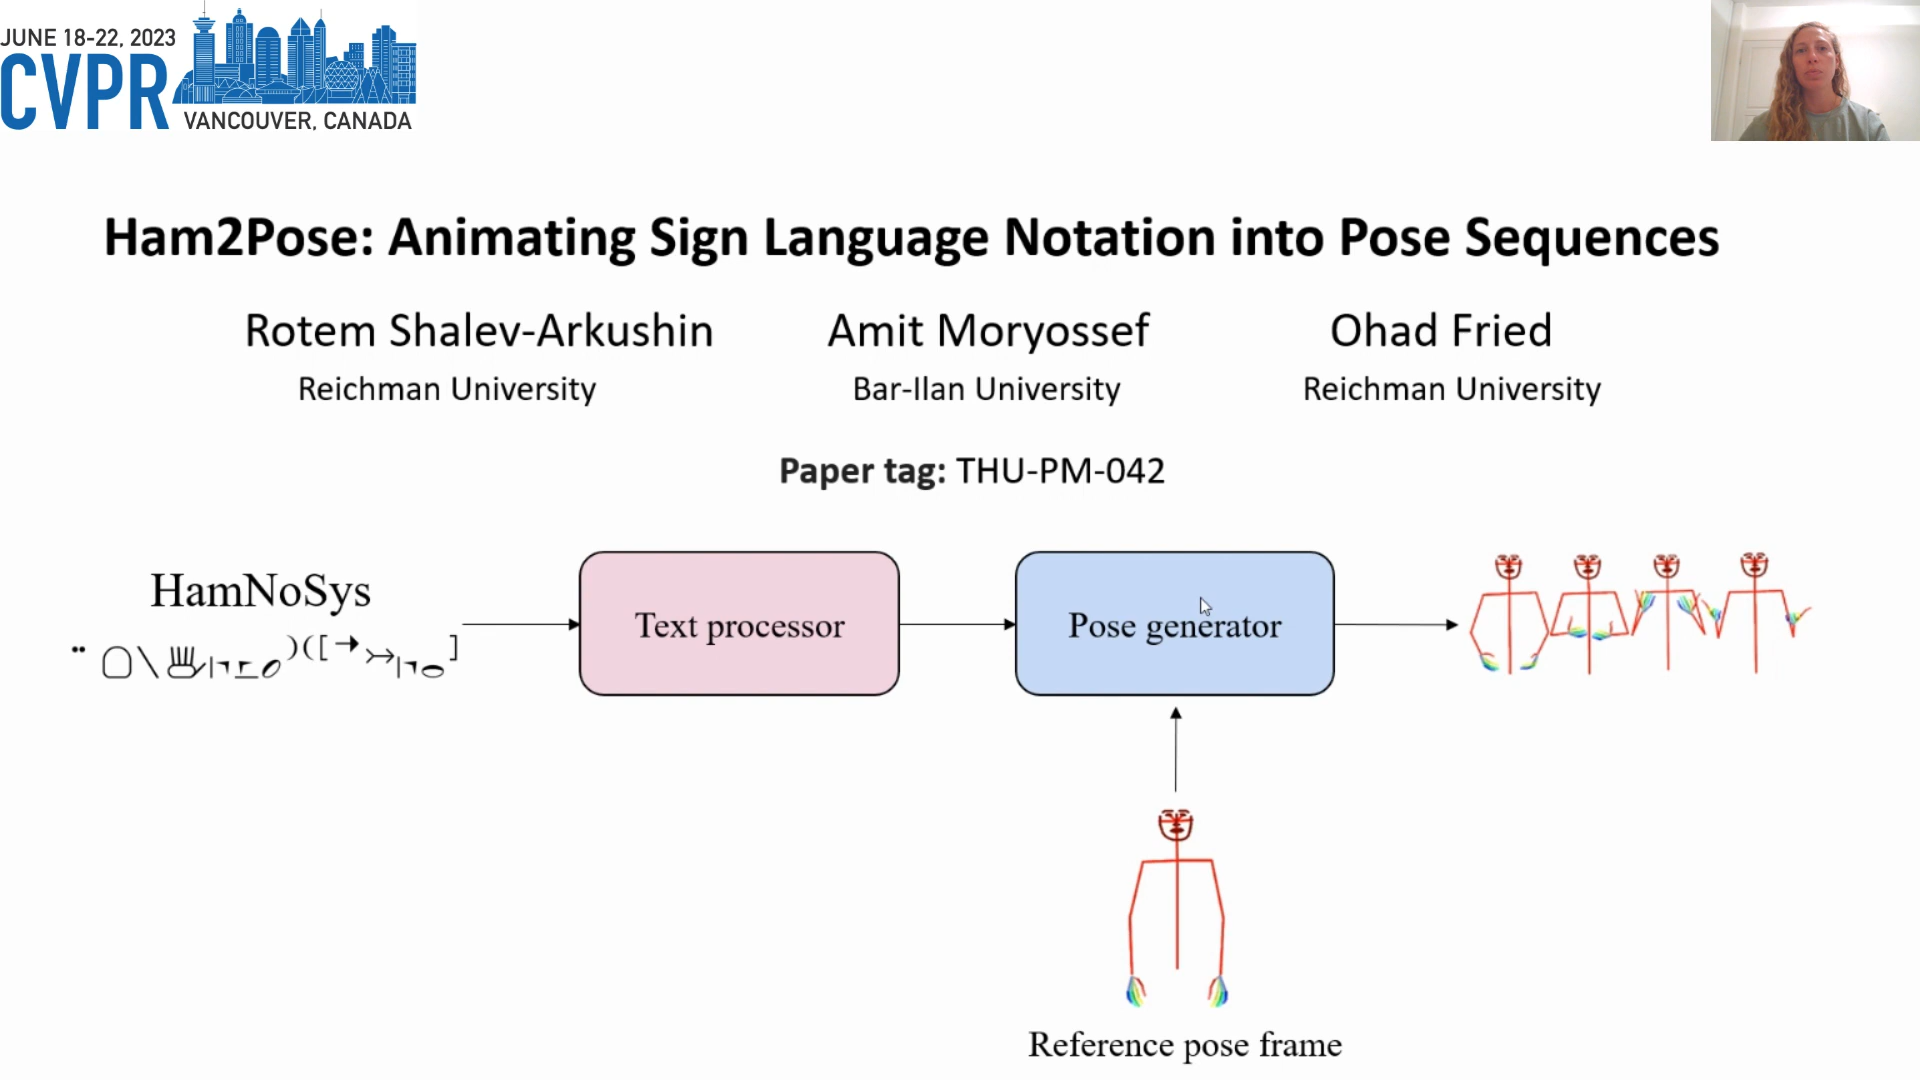 JUNE 18-22, 2023
CVPR
VANCOUVER, CANADA
Ham2Pose: Animating Sign Language Notation into Pose Sequences
Rotem Shalev-Arkushin Amit Moryossef Ohad Fried
Reichman University Bar-Ilan University Reichman University
Paper tag: THU-PM-042
HamNoSys
Text processor
Pose generator
Reference pose frame